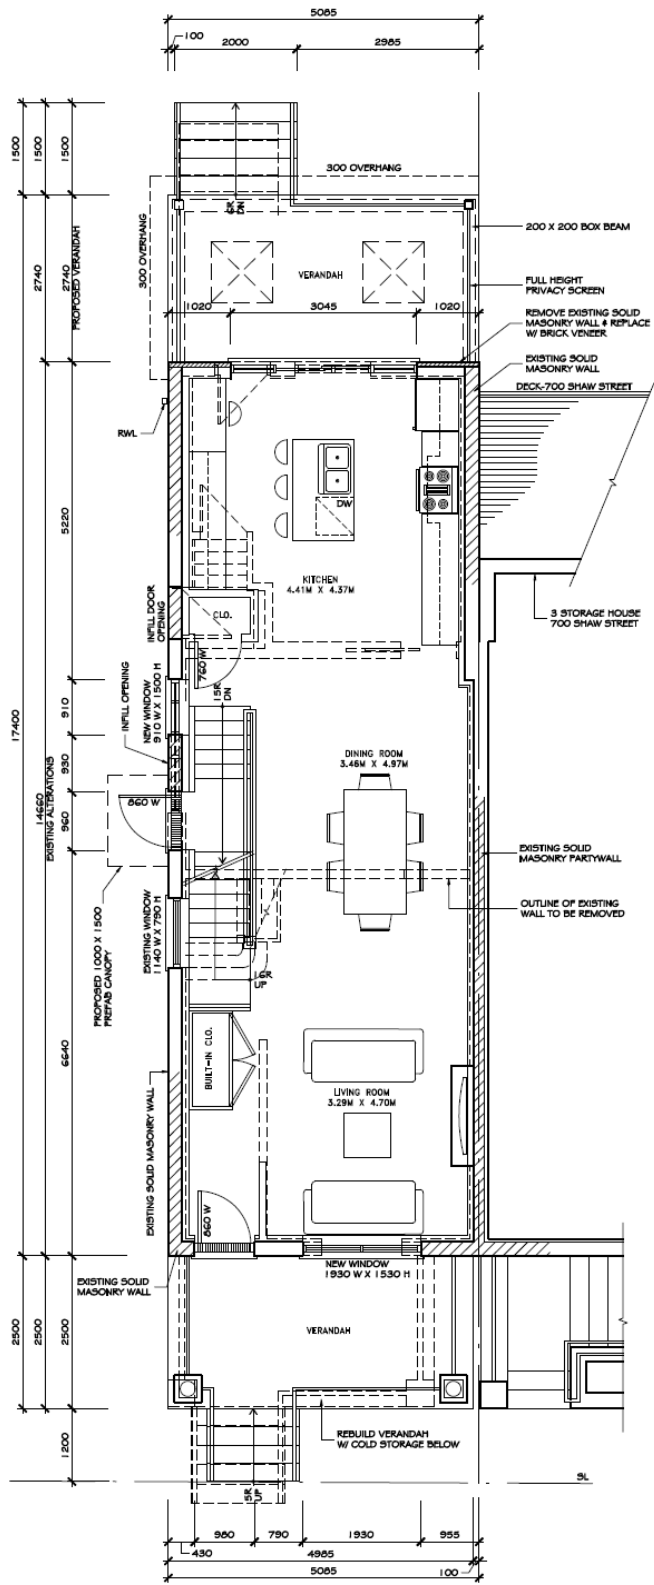 5085
100
2000
2985
1500
1500
1500
300 OVERHANG
6R
DN
300 OVERHANG
200 X 200 BOX BEAM
VERANDAH
2740
2740
2740
PROPOSED VERANDAH
FULL HEIGHT
PRIVACY SCREEN
1020
3045
1020
REMOVE EXISTING SOLID
MASONRY WALL & REPLACE
W/ BRICK VENEER
EXISTING SOLID
MASONRY WALL
DECK-700 SHAW STREET
RWL
DW
5220
KITCHEN
4.41M X 4.37M
CLO.
INFILL DOOR
OPENING
3 STORAGE HOUSE
700 SHAW STREET
760 W
15R
DN
INFILL OPENING
NEW WINDOW
910 W X 1500 H
910
17400
14660
EXISTING ALTERATIONS
930
DINING ROOM
3.46M X 4.97M
860 W
960
EXISTING SOLID
MASONRY PARTYWALL
OUTLINE OF EXISTING
WALL TO BE REMOVED
EXISTING WINDOW
1140 W X 790 H
PROPOSED 1000 X 1500
PREFAB CANOPY
16R
UP
6640
BUILT-IN CLO.
LIVING ROOM
3.29M X 4.70M
EXISTING SOLID MASONRY WALL
860 W
NEW WINDOW
1930 W X 1530 H
EXISTING SOLID
MASONRY WALL
2500
2500
2500
VERANDAH
REBUILD VERANDAH
W/ COLD STORAGE BELOW
1200
5R
UP
SL
980
790
1930
955
430
4985
100
5085